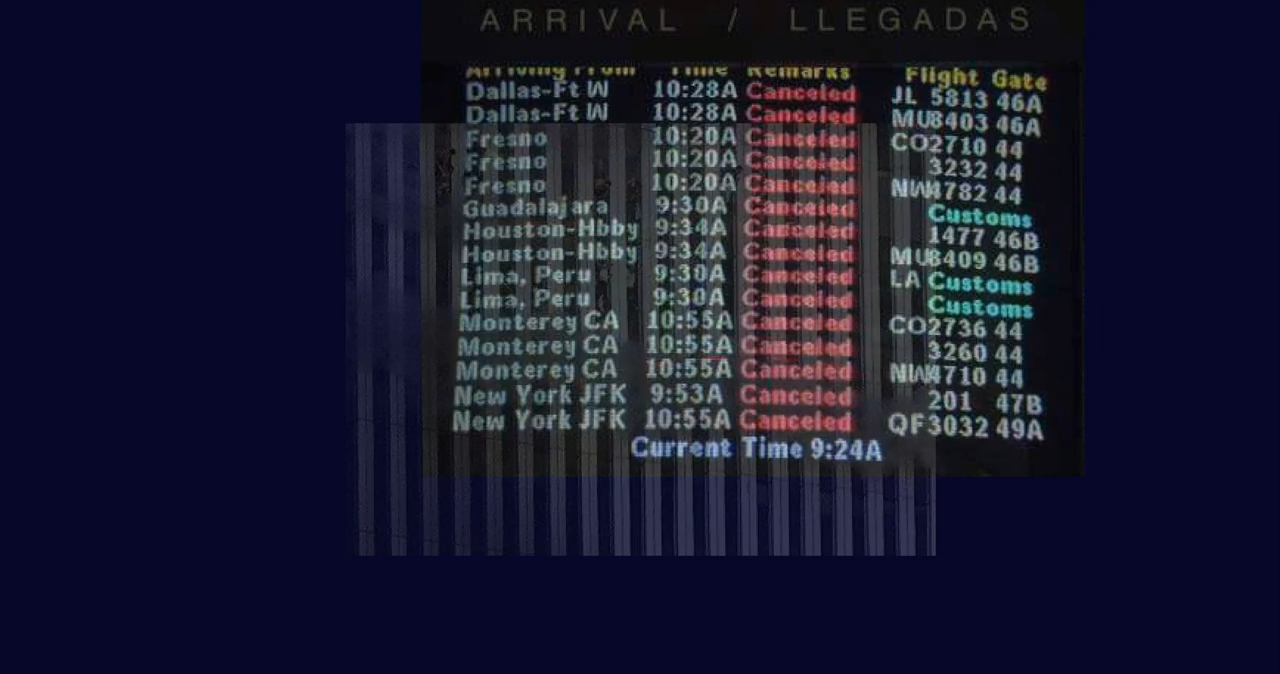 ARRIVAL / LLEGADAS
Arriving From Time Remarks Flight Gate
Dallas-Ft W 10:28A Canceled JL 5813 46A
Dallas-Ft W 10:28A Canceled MU8403 46A
Fresno 10:20A Canceled CO2710 44
Fresno 10:20A Canceled 3232 44
Fresno 10:20A Canceled NW4782 44
Guadalajara 9:30A Canceled Customs
Houston-Hbby 9:34A Canceled 1477 46B
Houston-Hbby 9:34A Canceled MU8409 46B
Lima, Peru 9:30A Canceled LA Customs
Lima, Peru 9:30A Canceled Customs
Monterey CA 10:55A Canceled CO2736 44
Monterey CA 10:55A Canceled 3260 44
Monterey CA 10:55A Canceled NW4710 44
New York JFK 9:53A Canceled 201 47B
New York JFK 10:55A Canceled QF3032 49A
Current Time 9:24A